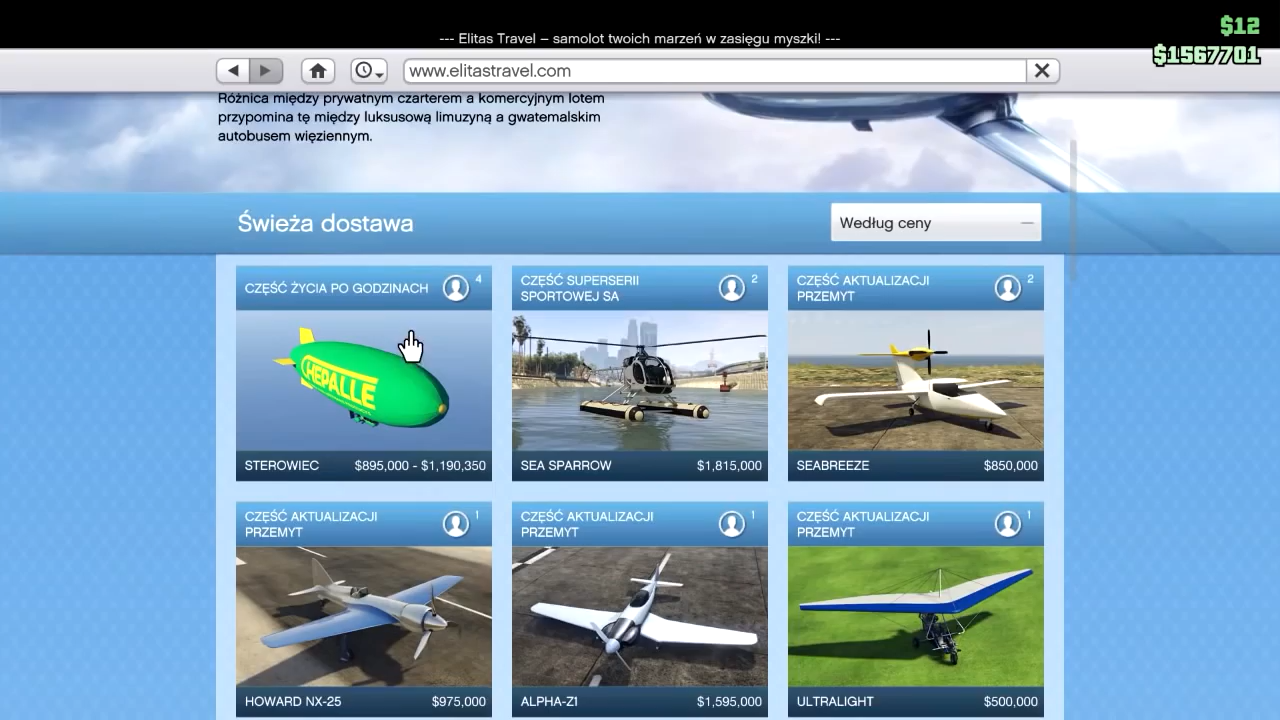 $12
--- Elitas Travel – samolot twoich marzeń w zasięgu myszki! ---
$1567701
www.elitastravel.com
Różnica między prywatnym czarterem a komercyjnym lotem
przypomina tę między luksusową limuzyną a gwatemalskim
autobusem więziennym.
Świeża dostawa
Według ceny
CZĘŚĆ ŻYCIA PO GODZINACH
4
CZĘŚĆ SUPERSERII
SPORTOWEJ SA
2
CZĘŚĆ AKTUALIZACJI
PRZEMYT
2
CHEPALLE
STEROWIEC
$895,000 - $1,190,350
SEA SPARROW
$1,815,000
SEABREEZE
$850,000
CZĘŚĆ AKTUALIZACJI
PRZEMYT
1
CZĘŚĆ AKTUALIZACJI
PRZEMYT
1
CZĘŚĆ AKTUALIZACJI
PRZEMYT
1
HOWARD NX-25
$975,000
ALPHA-Z1
$1,595,000
ULTRALIGHT
$500,000